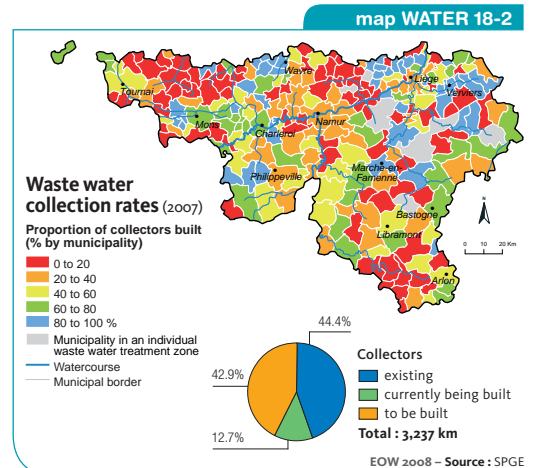 map WATER 18-2
Wavre
Liège
Tournai
Verviers
Mons
Namur
Charleroi
Philippeville
Marche-en-
Famenne
Bastogne
Libramont
Arlon
N
0 10 20 Km
Waste water
collection rates (2007)
Proportion of collectors built
(% by municipality)
0 to 20
20 to 40
40 to 60
60 to 80
80 to 100 %
Municipality in an individual
waste water treatment zone
Watercourse
Municipal border
44.4%
42.9%
12.7%
Collectors
existing
currently being built
to be built
Total : 3,237 km
EOW 2008 – Source : SPGE